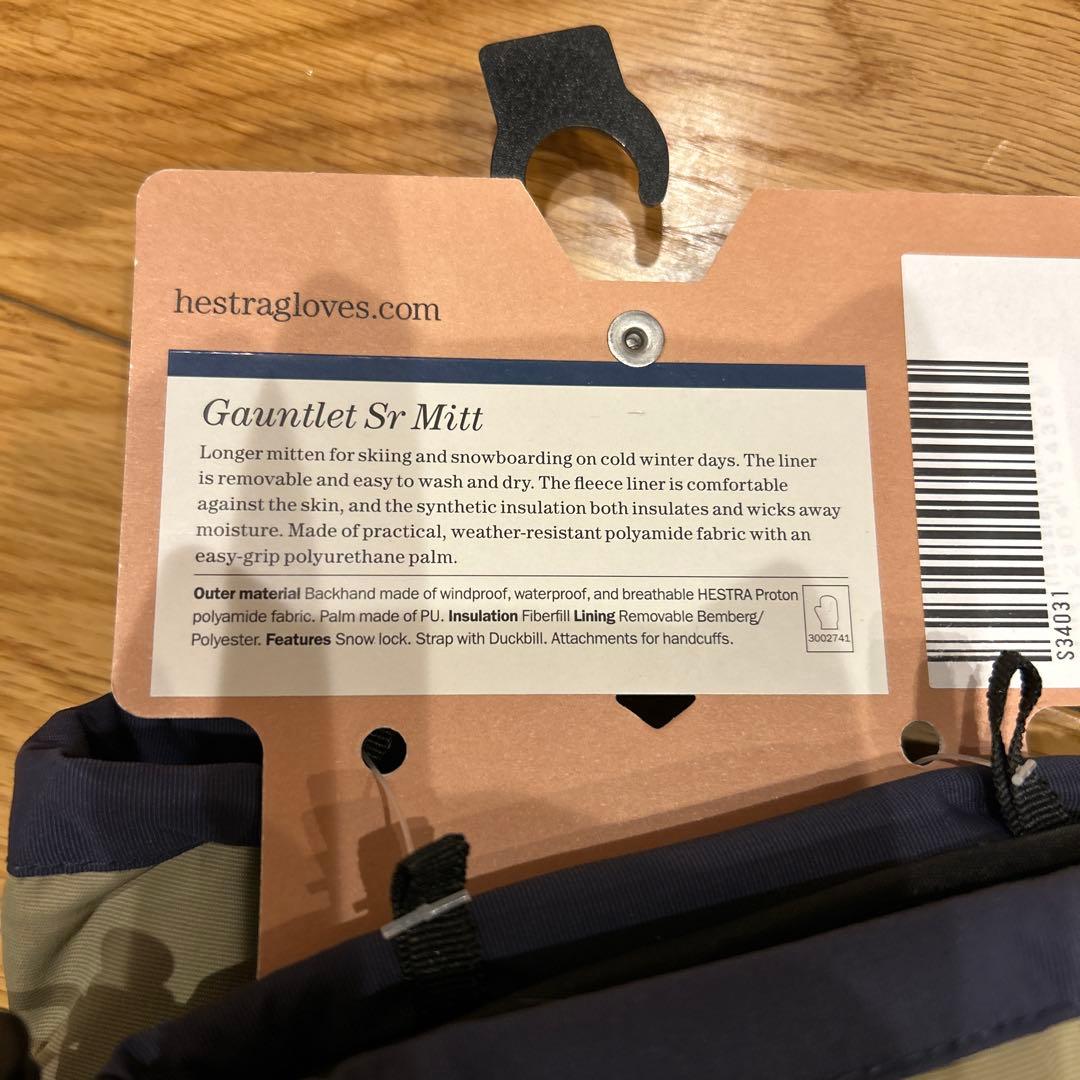 hestragloves.com
Gauntlet Sr Mitt
Longer mitten for skiing and snowboarding on cold winter days. The liner
is removable and easy to wash and dry. The fleece liner is comfortable
against the skin, and the synthetic insulation both insulates and wicks away
moisture. Made of practical, weather-resistant polyamide fabric with an
easy-grip polyurethane palm.
Outer material Backhand made of windproof, waterproof, and breathable HESTRA Proton
polyamide fabric. Palm made of PU. Insulation Fiberfill Lining Removable Bemberg/
Polyester. Features Snow lock. Strap with Duckbill. Attachments for handcuffs.
3002741
S34031